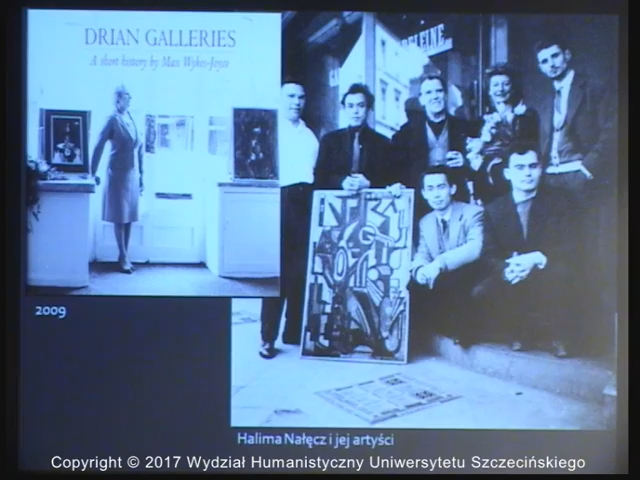 DRIAN GALLERIES
A short history by Max Wykes-Joyce
2009
Halima Nałęcz i jej artyści
Copyright © 2017 Wydział Humanistyczny Uniwersytetu Szczecińskiego